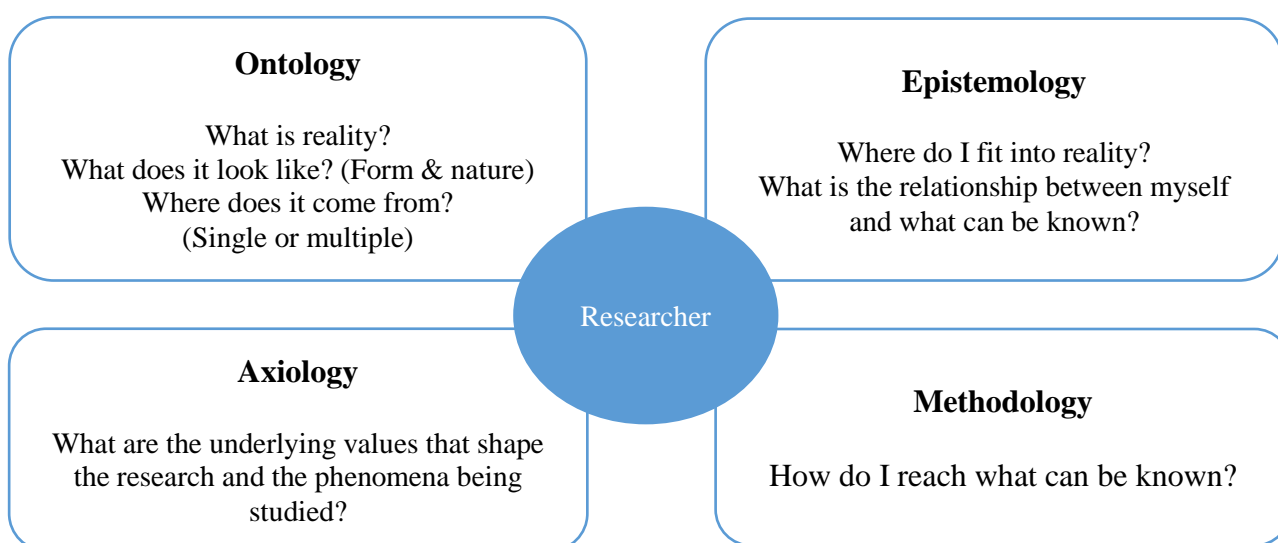 Ontology
What is reality?
What does it look like? (Form & nature)
Where does it come from?
(Single or multiple)
Epistemology
Where do I fit into reality?
What is the relationship between myself
and what can be known?
Researcher
Axiology
What are the underlying values that shape
the research and the phenomena being
studied?
Methodology
How do I reach what can be known?